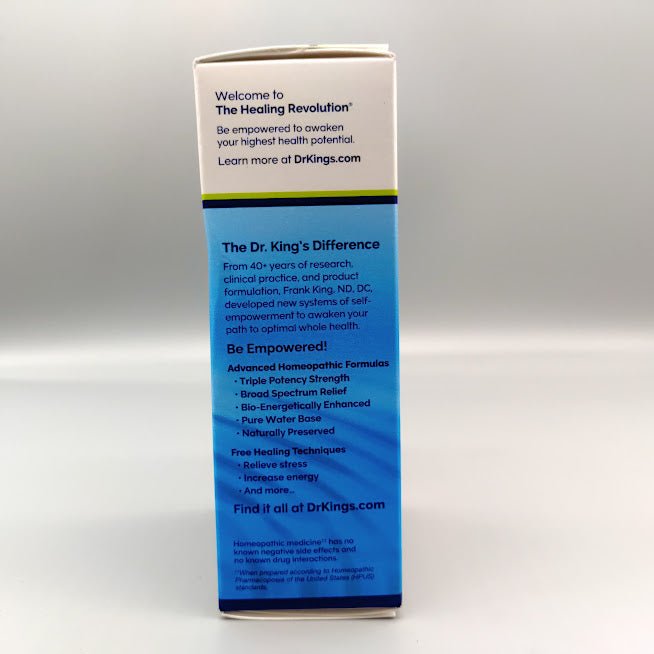 Welcome to
The Healing Revolution®
Be empowered to awaken
your highest health potential.
Learn more at DrKings.com
The Dr. King's Difference
From 40+ years of research,
clinical practice, and product
formulation, Frank King, ND, DC,
developed new systems of self-
empowerment to awaken your
path to optimal whole health.
Be Empowered!
Advanced Homeopathic Formulas
• Triple Potency Strength
• Broad Spectrum Relief
• Bio-Energetically Enhanced
• Pure Water Base
• Naturally Preserved
Free Healing Techniques
• Relieve stress
• Increase energy
• And more..
Find it all at DrKings.com
Homeopathic medicine†† has no
known negative side effects and
no known drug interactions.
††When prepared according to Homeopathic
Pharmacopoeia of the United States (HPUS)
standards.